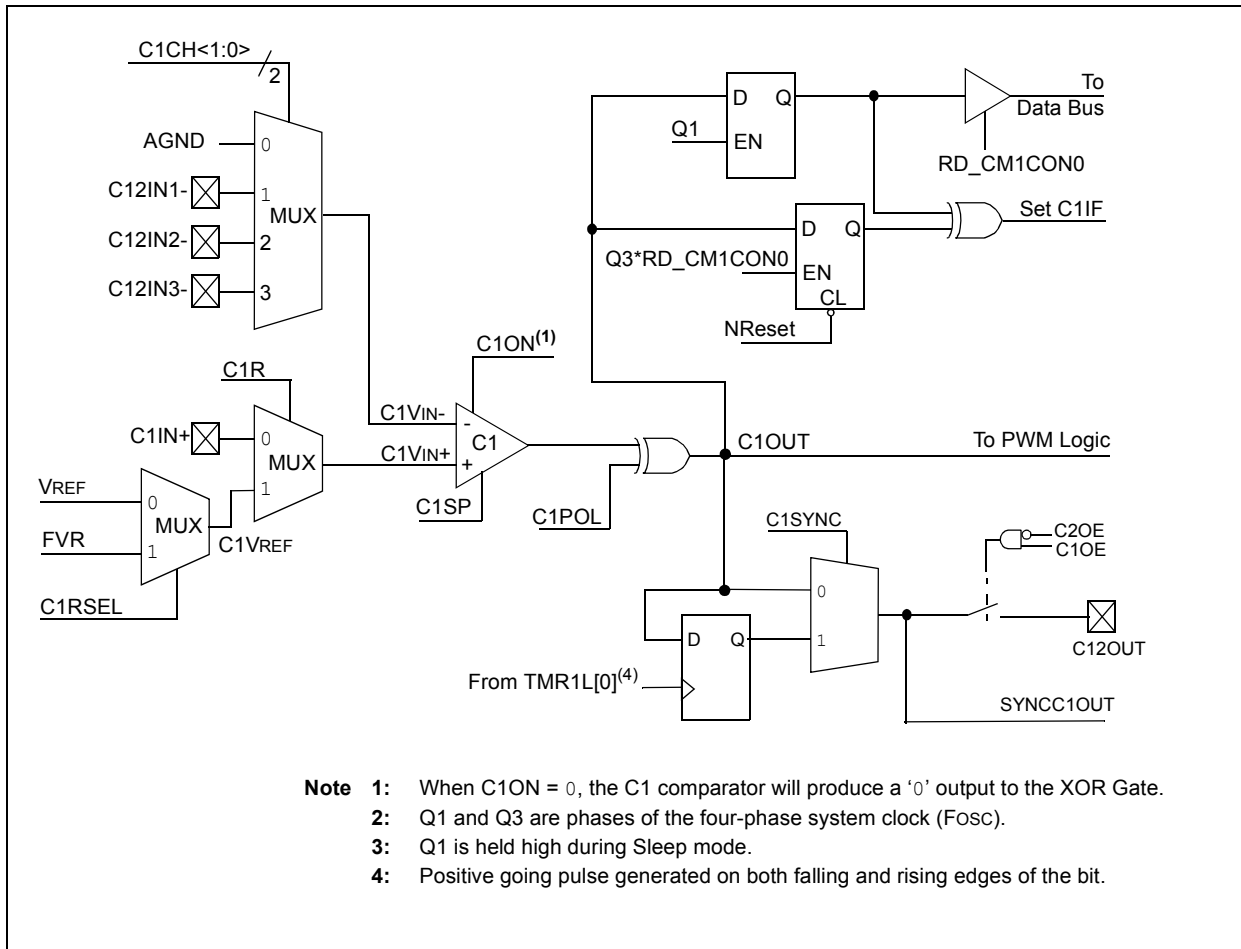 C1CH<1:0>
2
AGND
0
C12IN1-
1
MUX
C12IN2-
2
C12IN3-
3
C1R
C1IN+
0
MUX
1
VREF
0
MUX
FVR
1
C1VREF
C1RSEL
C1ON(1)
C1VIN-
-
C1
C1VIN+
+
C1SP
C1POL
D Q
Q1
EN
To
Data Bus
RD_CM1CON0
D Q
Set C1IF
Q3*RD_CM1CON0
EN
CL
NReset
C1OUT
To PWM Logic
C1SYNC
0
1
D Q
From TMR1L[0](4)
C2OE
C1OE
C12OUT
SYNCC1OUT
Note 1: When C1ON = 0, the C1 comparator will produce a ‘0’ output to the XOR Gate.
2: Q1 and Q3 are phases of the four-phase system clock (FOSC).
3: Q1 is held high during Sleep mode.
4: Positive going pulse generated on both falling and rising edges of the bit.